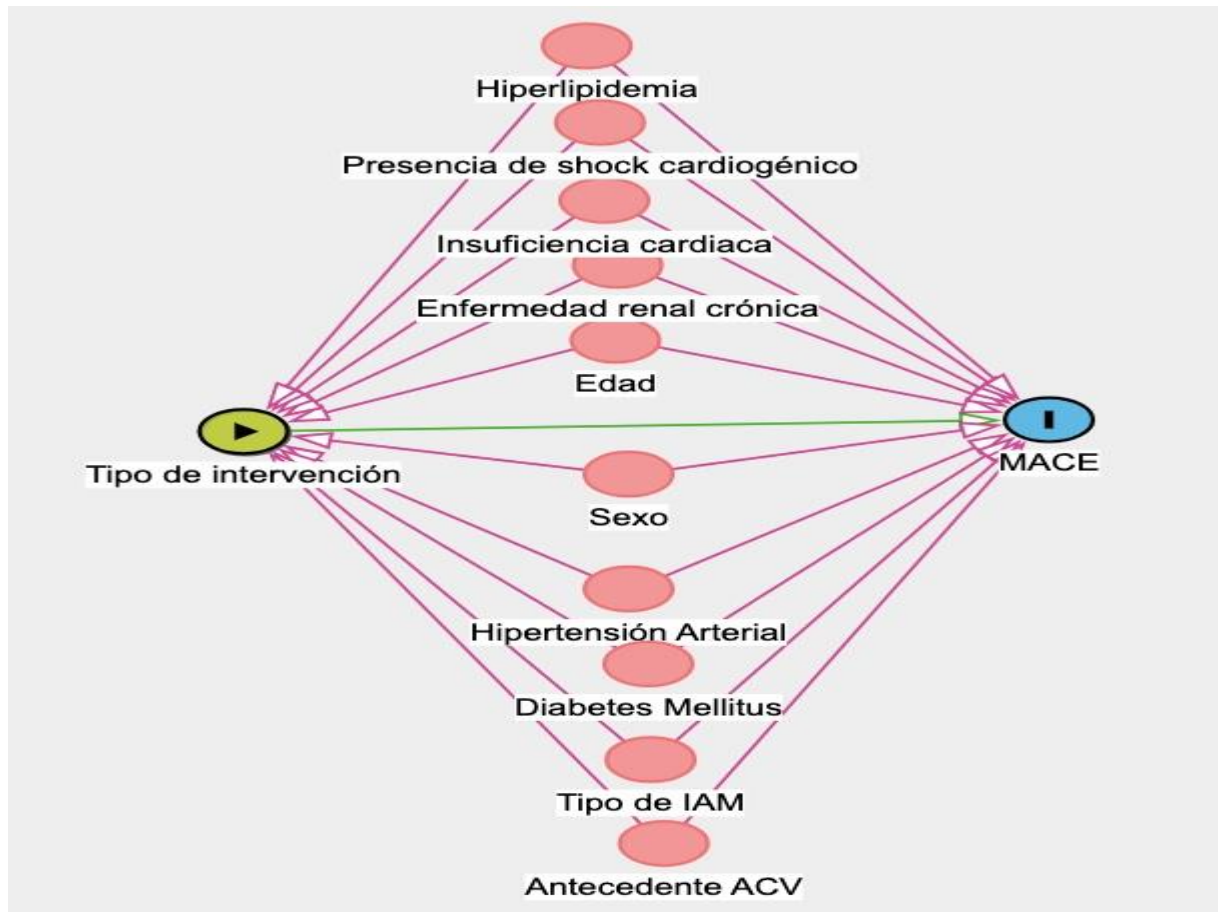 Hiperlipidemia
Presencia de shock cardiogénico
Insuficiencia cardiaca
Enfermedad renal crónica
Edad
Tipo de intervención
MACE
Sexo
Hipertensión Arterial
Diabetes Mellitus
Tipo de IAM
Antecedente ACV